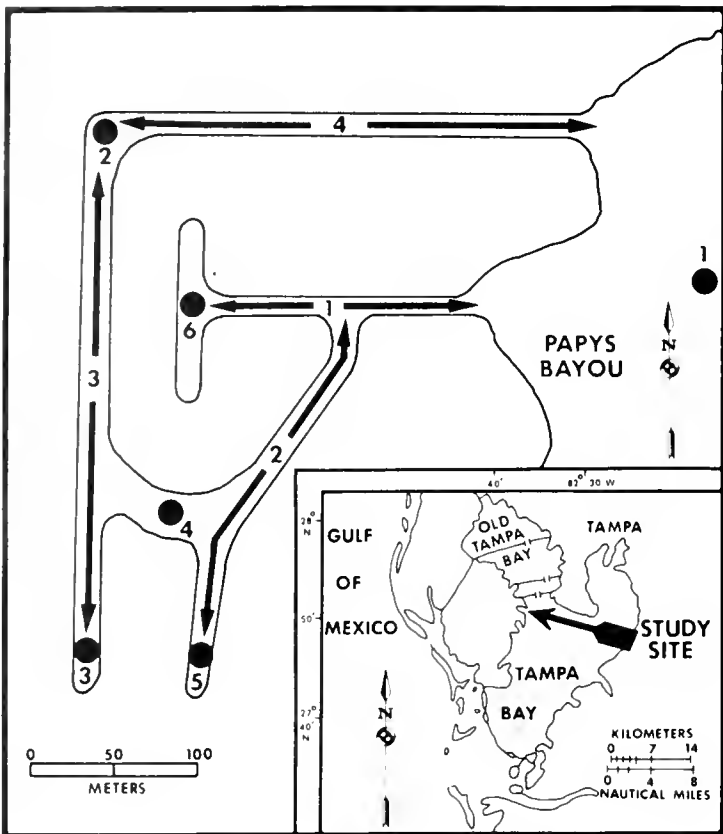 4
2
1
1
6
PAPYS
BAYOU
N
3
2
4
3
5
0 50 100
METERS
40' 82° 30' W
28°
N
GULF
OF
MEXICO
OLD
TAMPA
BAY
TAMPA
50'
STUDY
SITE
TAMPA
BAY
N
27°
40'
N
KILOMETERS
0 7 14
0 4 8
NAUTICAL MILES